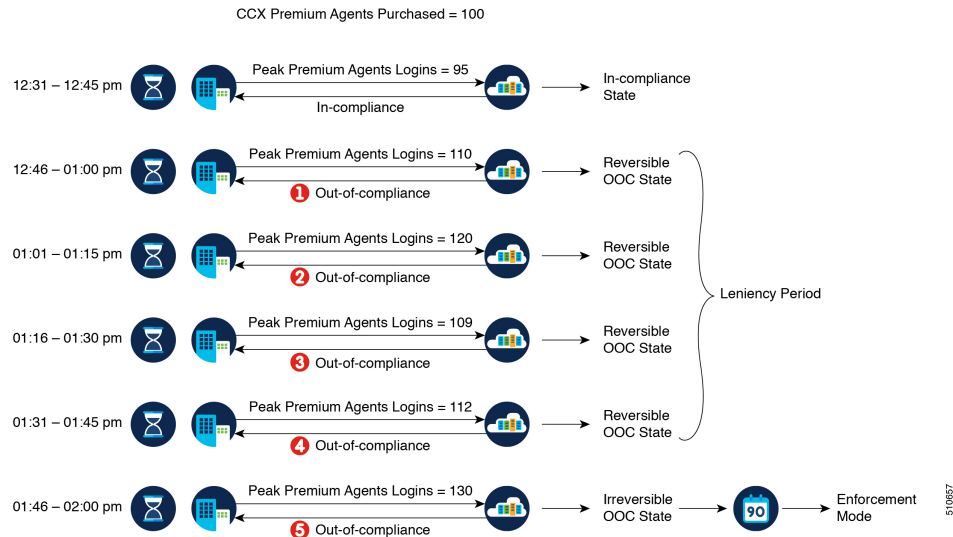 CCX Premium Agents Purchased = 100
12:31 – 12:45 pm
Peak Premium Agents Logins = 95
In-compliance
In-compliance
State
12:46 – 01:00 pm
Peak Premium Agents Logins = 110
1 Out-of-compliance
Reversible
OOC State
01:01 – 01:15 pm
Peak Premium Agents Logins = 120
2 Out-of-compliance
Reversible
OOC State
Leniency Period
01:16 – 01:30 pm
Peak Premium Agents Logins = 109
3 Out-of-compliance
Reversible
OOC State
01:31 – 01:45 pm
Peak Premium Agents Logins = 112
4 Out-of-compliance
Reversible
OOC State
01:46 – 02:00 pm
Peak Premium Agents Logins = 130
5 Out-of-compliance
Irreversible
OOC State
90
Enforcement
Mode
510657